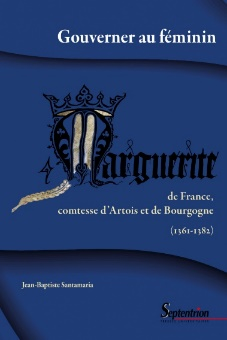 Gouverner au féminin
Marguerite
de France,
comtesse d'Artois et de Bourgogne
(1361-1382)
Jean-Baptiste Santamaria
Septentrion